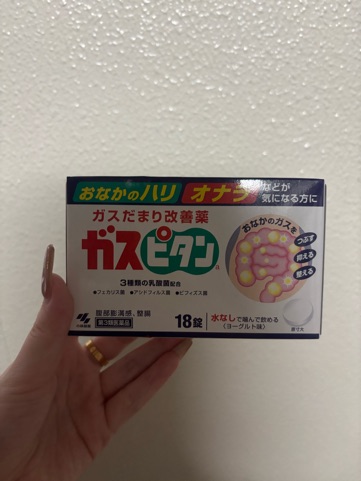 おなかのハリ オナラ などが
気になる方に
ガスだまり改善薬
ガスピタンa
3種類の乳酸菌配合
●フェカリス菌 ●アシドフィルス菌 ●ビフィズス菌
おなかのガスを
つぶす
抑える
整える
腹部膨満感、整腸
第3類医薬品
18錠
水なしで噛んで飲める
(ヨーグルト味)
小林製薬